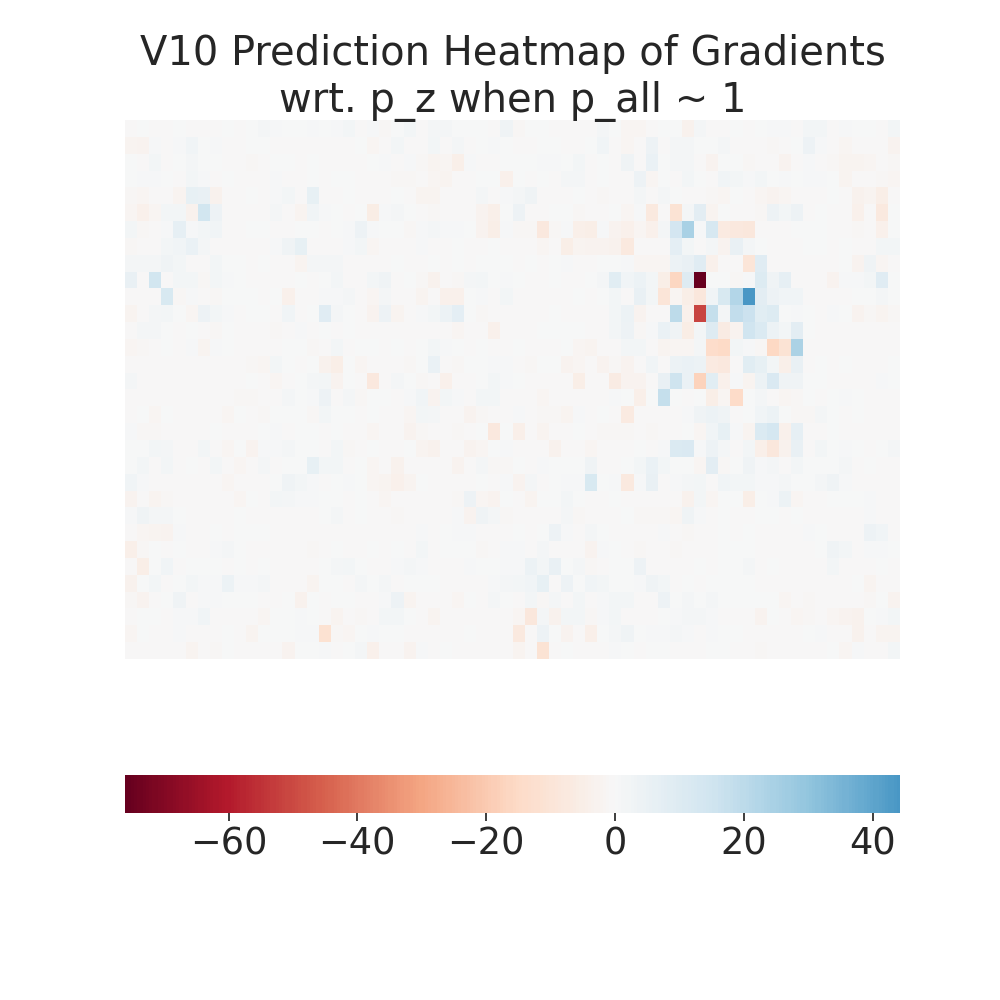 V10 Prediction Heatmap of Gradients
wrt. p_z when p_all ~ 1
−60 −40 −20 0 20 40